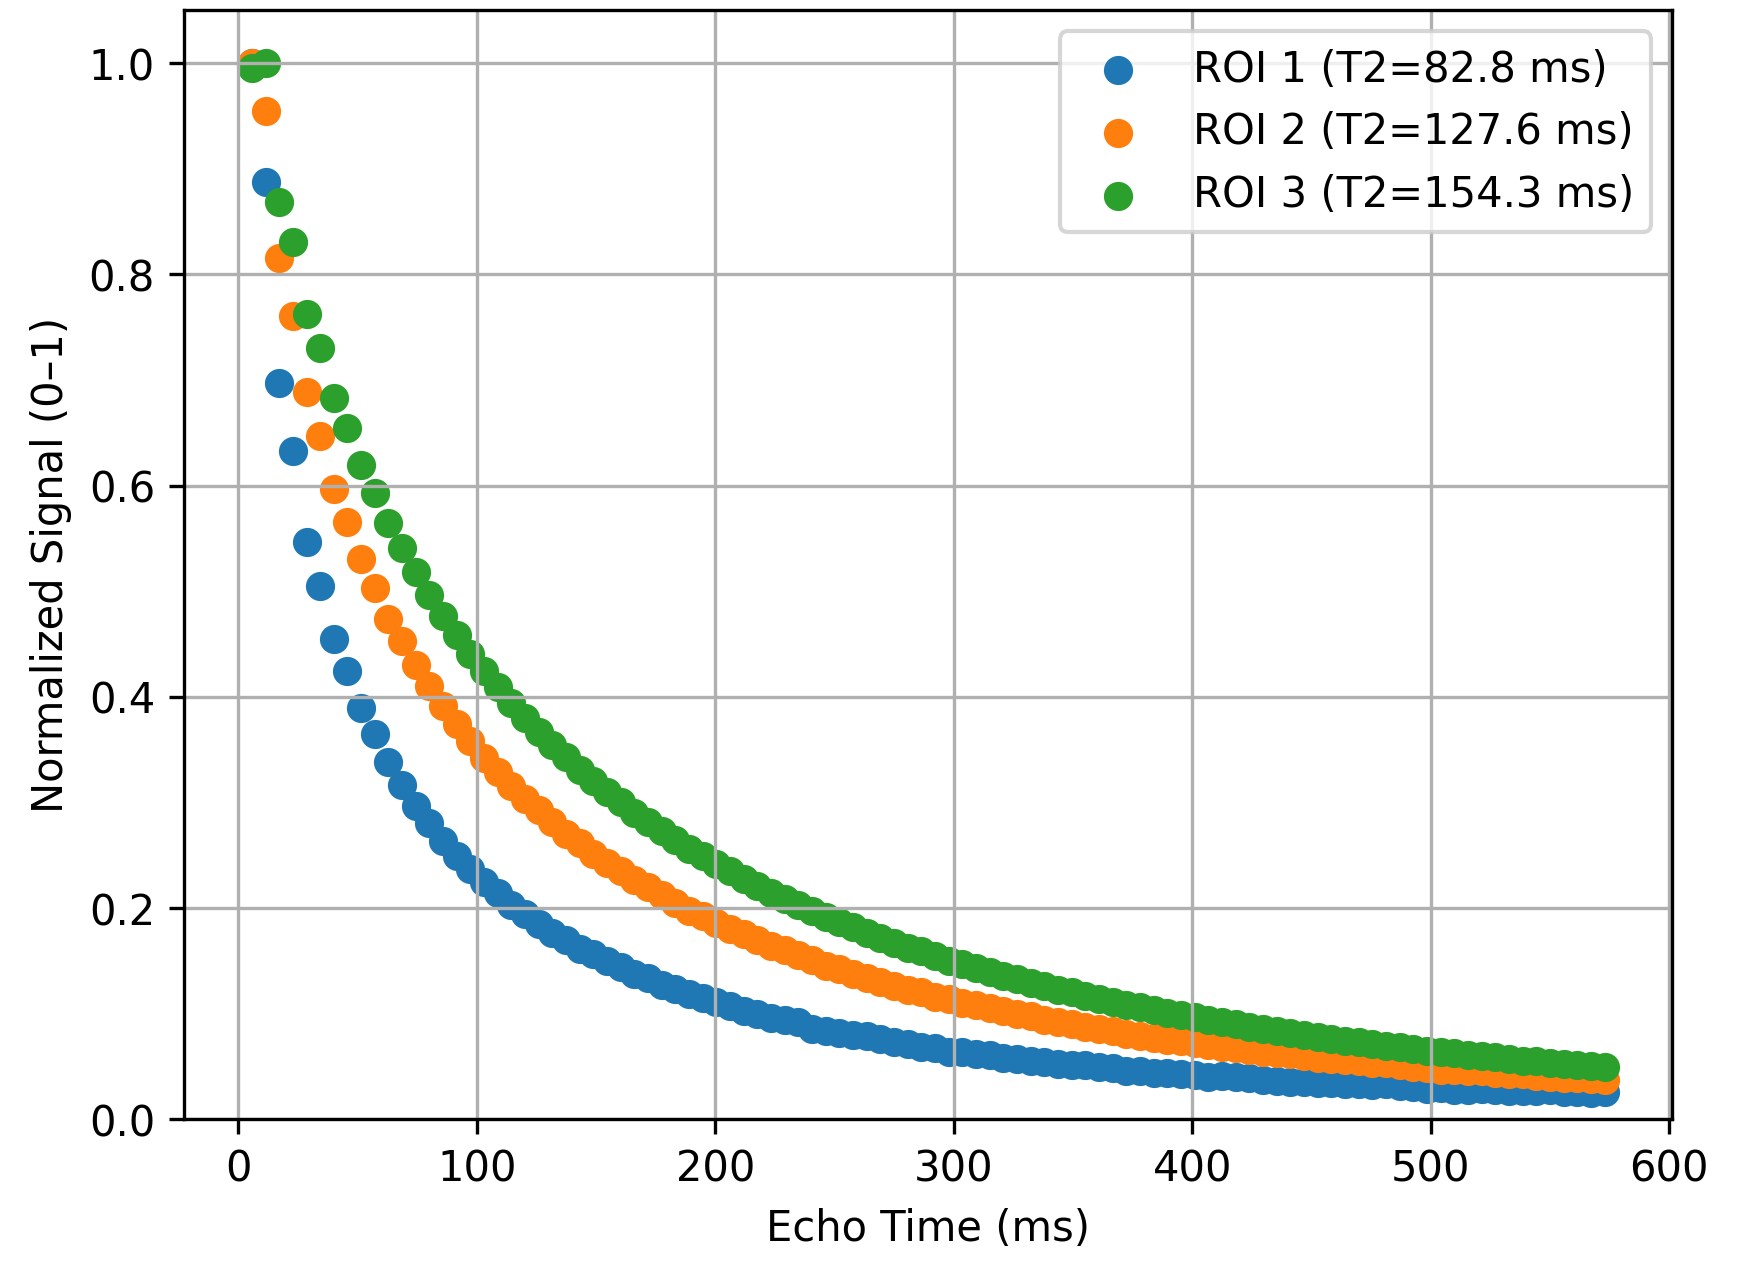 ROI 1 (T2=82.8 ms)
ROI 2 (T2=127.6 ms)
ROI 3 (T2=154.3 ms)
Normalized Signal (0–1)
1.0
0.8
0.6
0.4
0.2
0.0
0 100 200 300 400 500 600
Echo Time (ms)